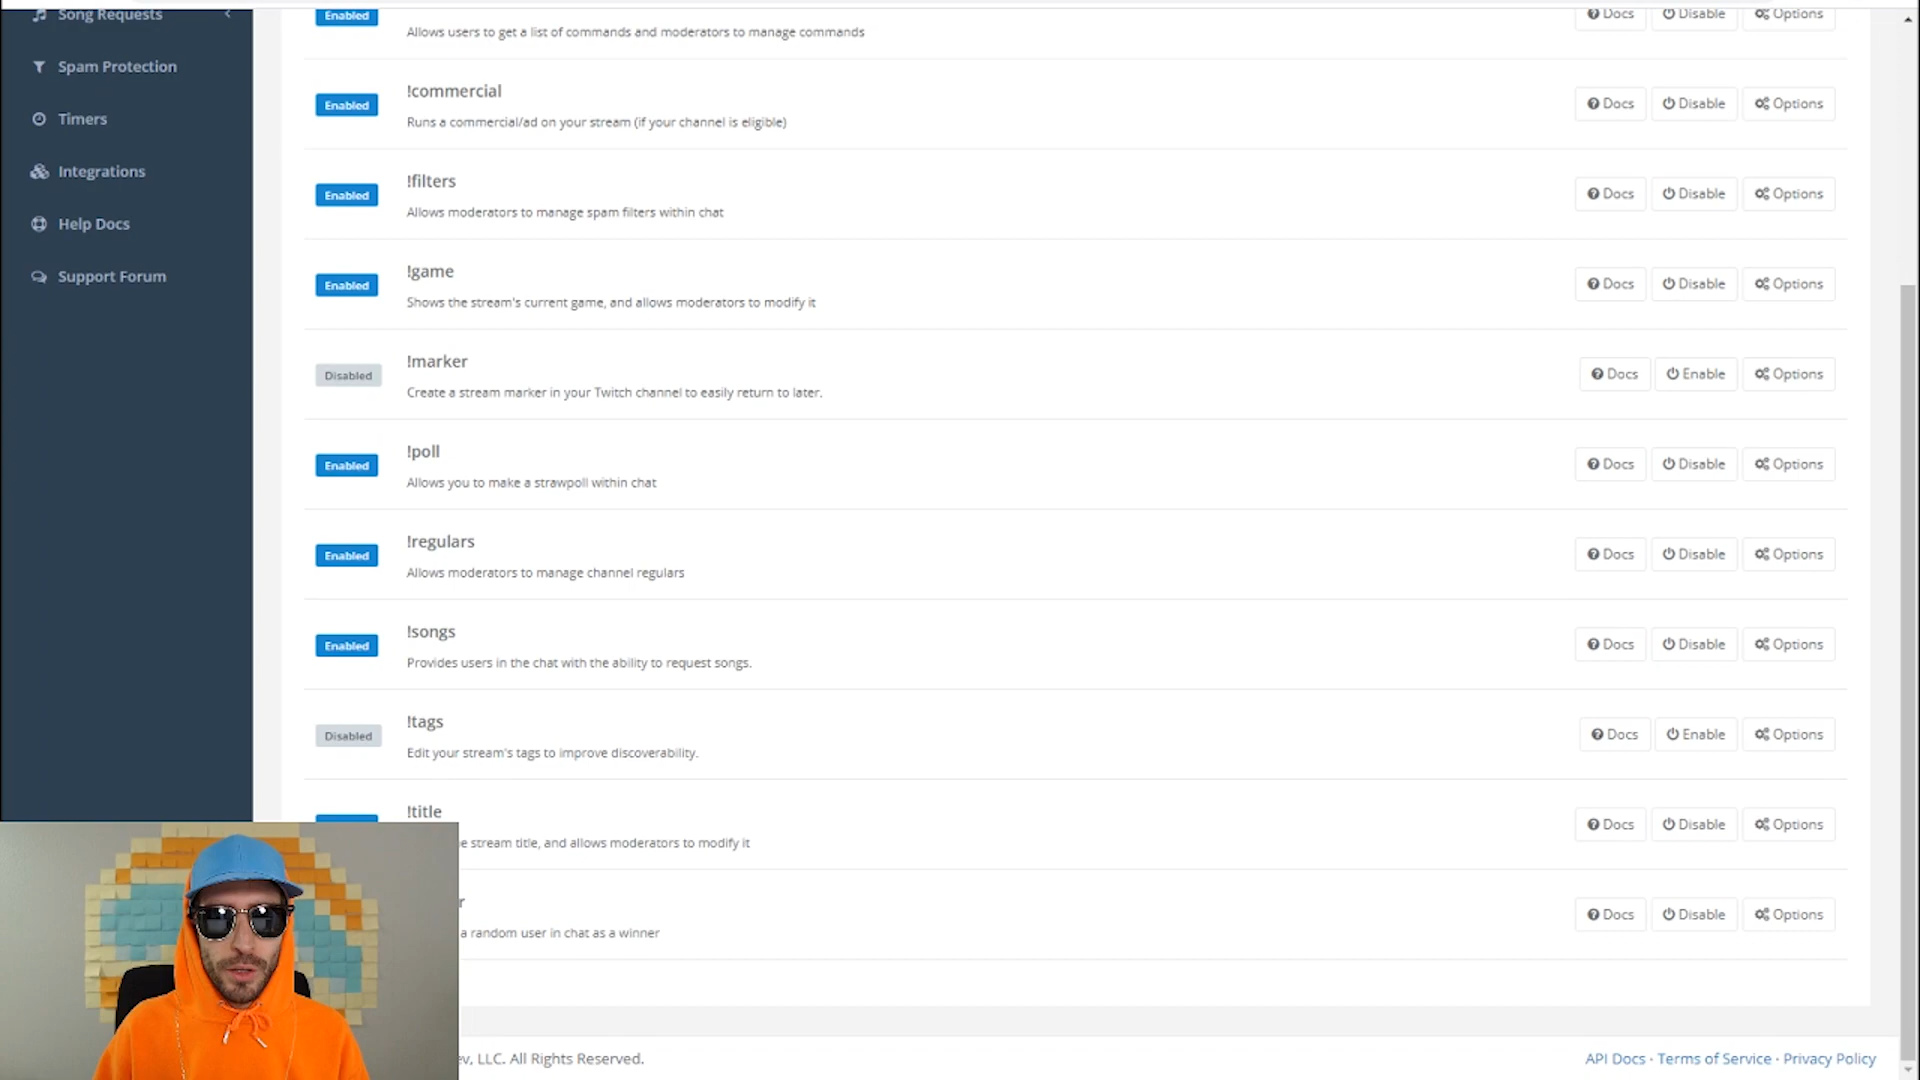 Song Requests
Spam Protection
Timers
Integrations
Help Docs
Support Forum
Enabled
Allows users to get a list of commands and moderators to manage commands
Docs Disable Options
Enabled
!commercial
Runs a commercial/ad on your stream (if your channel is eligible)
Docs Disable Options
Enabled
!filters
Allows moderators to manage spam filters within chat
Docs Disable Options
Enabled
!game
Shows the stream's current game, and allows moderators to modify it
Docs Disable Options
Disabled
!marker
Create a stream marker in your Twitch channel to easily return to later.
Docs Enable Options
Enabled
!poll
Allows you to make a strawpoll within chat
Docs Disable Options
Enabled
!regulars
Allows moderators to manage channel regulars
Docs Disable Options
Enabled
!songs
Provides users in the chat with the ability to request songs.
Docs Disable Options
Disabled
!tags
Edit your stream's tags to improve discoverability.
Docs Enable Options
!title
stream title, and allows moderators to modify it
Docs Disable Options
a random user in chat as a winner
Docs Disable Options
LLC. All Rights Reserved.
API Docs · Terms of Service · Privacy Policy